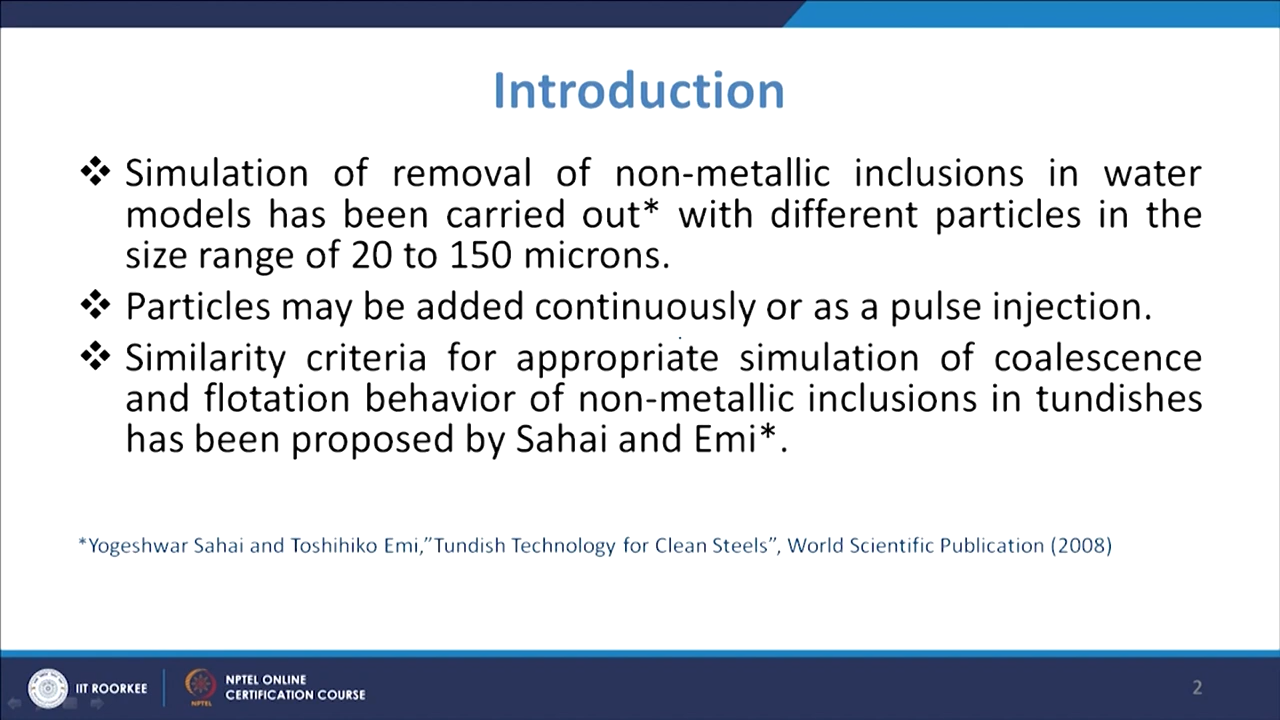 Introduction
❖ Simulation of removal of non-metallic inclusions in water
models has been carried out* with different particles in the
size range of 20 to 150 microns.
❖ Particles may be added continuously or as a pulse injection.
❖ Similarity criteria for appropriate simulation of coalescence
and flotation behavior of non-metallic inclusions in tundishes
has been proposed by Sahai and Emi*.
*Yogeshwar Sahai and Toshihiko Emi,”Tundish Technology for Clean Steels”, World Scientific Publication (2008)
IIT ROORKEE
NPTEL
NPTEL ONLINE
CERTIFICATION COURSE
2